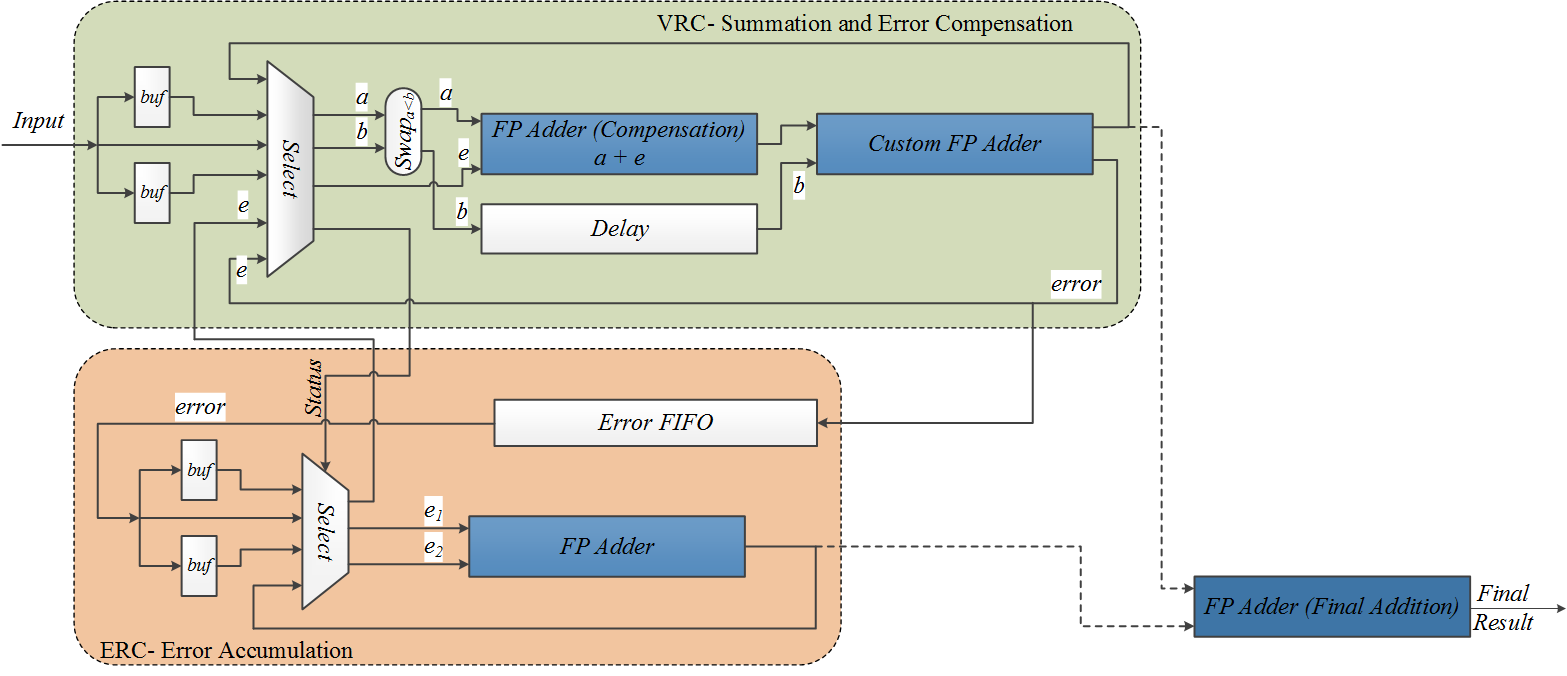 VRC- Summation and Error Compensation
Input
buf
buf
Select
a
b
Swap a<b
a
e
b
FP Adder (Compensation)
a + e
Delay
b
Custom FP Adder
e
e
error
Status
error
Error FIFO
buf
buf
Select
e1
e2
FP Adder
ERC- Error Accumulation
FP Adder (Final Addition)
Final
Result